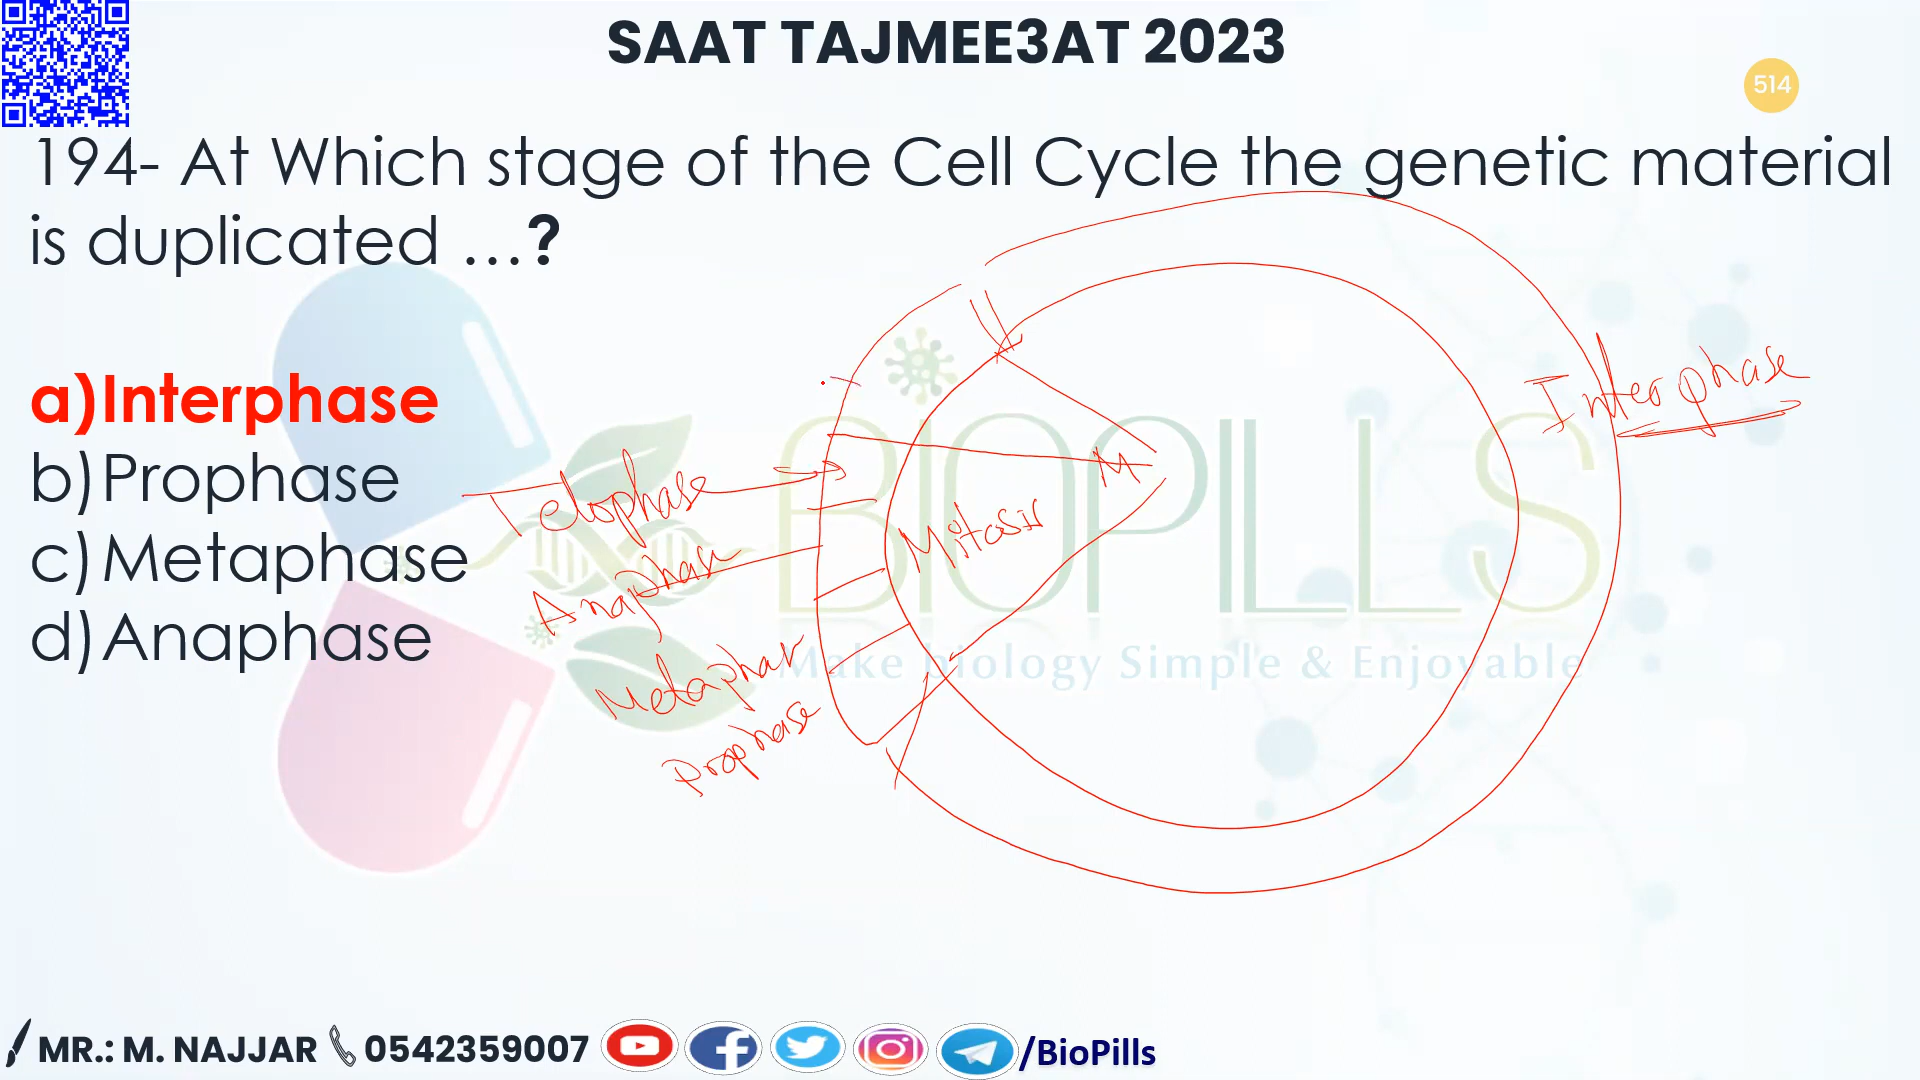 SAAT TAJMEE3AT 2023
514
194- At Which stage of the Cell Cycle the genetic material
is duplicated ...?
a)Interphase
b)Prophase
c)Metaphase
d)Anaphase
Interphase
M
Mitosis
Telophase
Anaphase
Metaphase
Prophase
BIOPILLS
Make biology Simple & Enjoyable
MR.: M. NAJJAR 0542359007 /BioPills